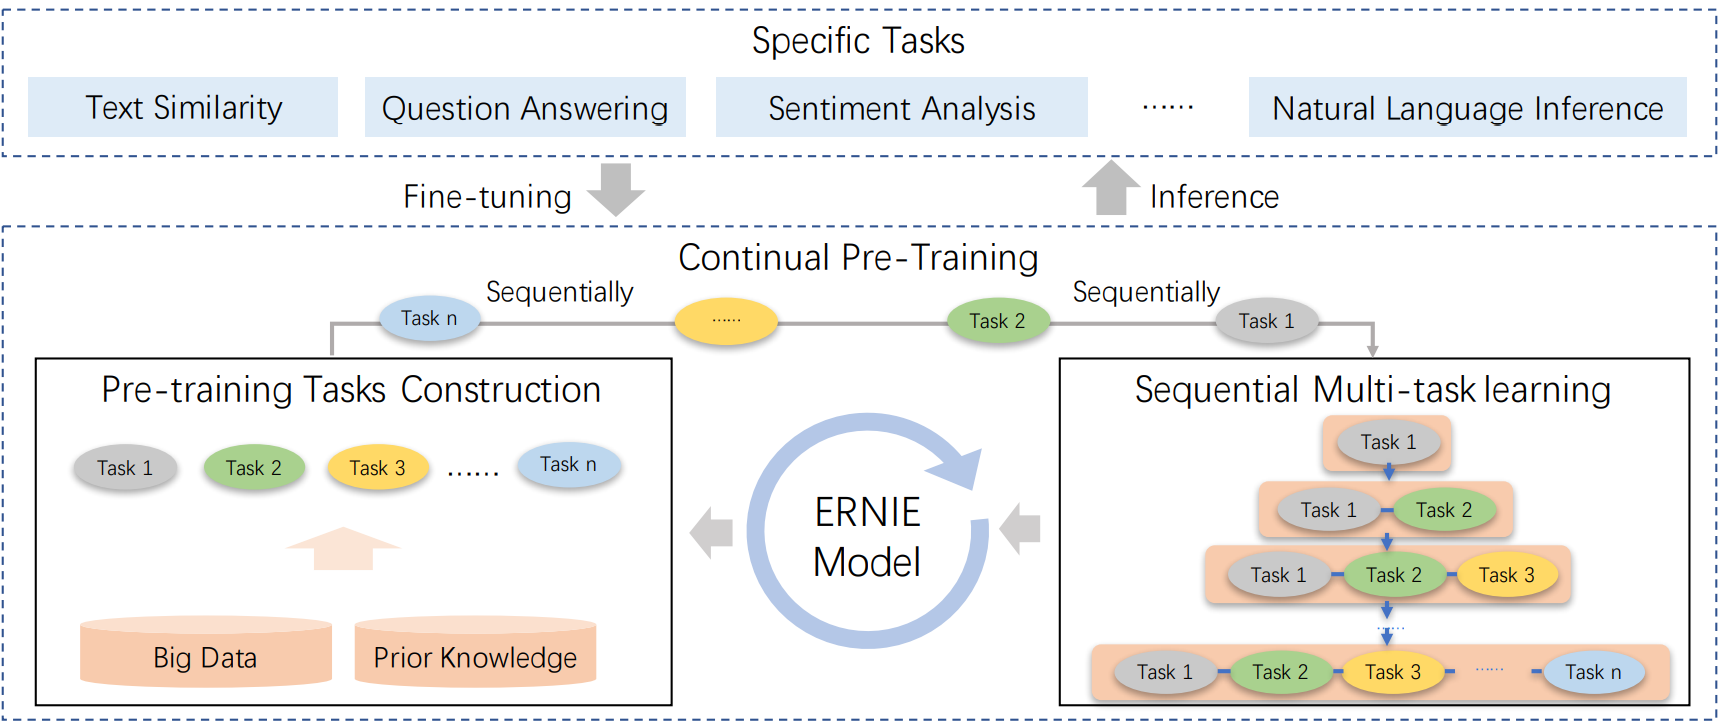 Specific Tasks
Text Similarity
Question Answering
Sentiment Analysis
......
Natural Language Inference
Fine-tuning
Inference
Continual Pre-Training
Sequentially
Sequentially
Task n
......
Task 2
Task 1
Pre-training Tasks Construction
Task 1
Task 2
Task 3
......
Task n
Big Data
Prior Knowledge
ERNIE
Model
Sequential Multi-task learning
Task 1
Task 1
Task 2
Task 1
Task 2
Task 3
......
Task 1
Task 2
Task 3
......
Task n